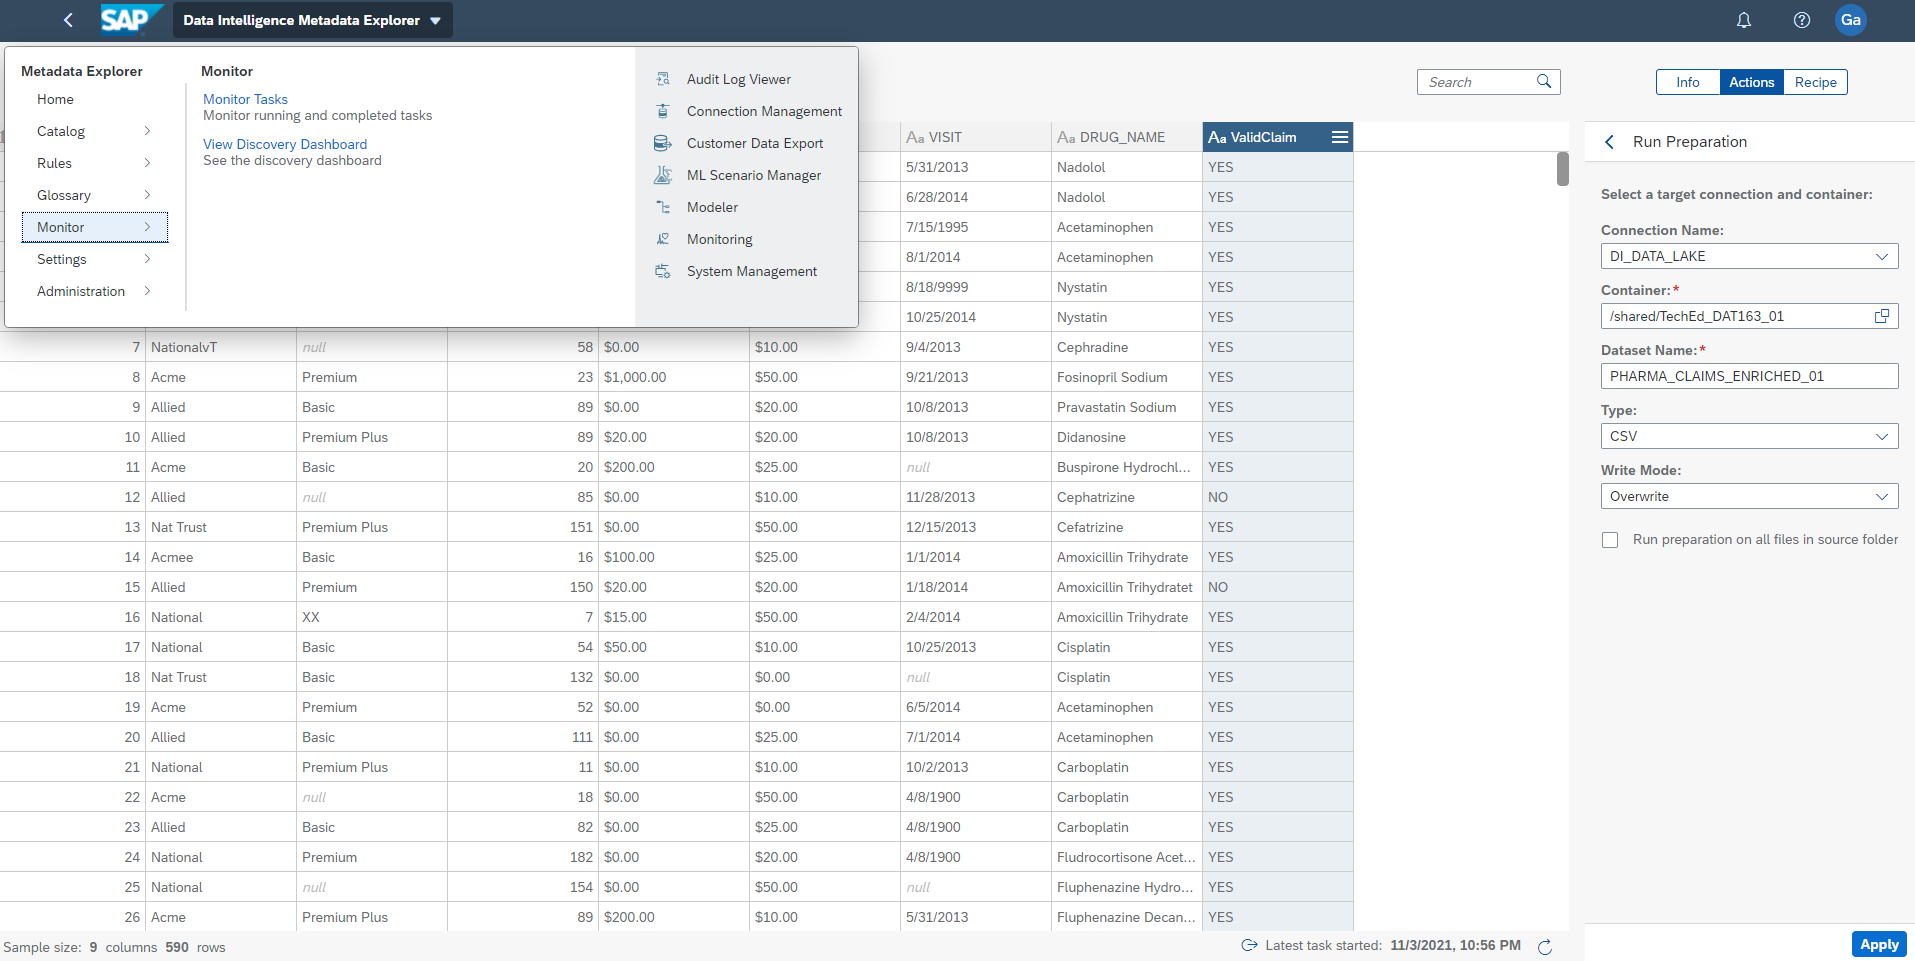 SAP Data Intelligence Metadata Explorer Ga
Metadata Explorer
Home
Catalog
Rules
Glossary
Monitor
Settings
Administration
Monitor
Monitor Tasks
Monitor running and completed tasks
View Discovery Dashboard
See the discovery dashboard
Audit Log Viewer
Connection Management
Customer Data Export
ML Scenario Manager
Modeler
Monitoring
System Management
Search
Info Actions Recipe
Aa VISIT Aa DRUG_NAME Aa ValidClaim
5/31/2013 Nadolol YES
6/28/2014 Nadolol YES
7/15/1995 Acetaminophen YES
8/1/2014 Acetaminophen YES
8/18/9999 Nystatin YES
10/25/2014 Nystatin YES
7 NationalvT null 58 $0.00 $10.00 9/4/2013 Cephradine YES
8 Acme Premium 23 $1,000.00 $50.00 9/21/2013 Fosinopril Sodium YES
9 Allied Basic 89 $0.00 $20.00 10/8/2013 Pravastatin Sodium YES
10 Allied Premium Plus 89 $20.00 $20.00 10/8/2013 Didanosine YES
11 Acme Basic 20 $200.00 $25.00 null Buspirone Hydrochl... YES
12 Allied null 85 $0.00 $10.00 11/28/2013 Cephatrizine NO
13 Nat Trust Premium Plus 151 $0.00 $50.00 12/15/2013 Cefatrizine YES
14 Acmee Basic 16 $100.00 $25.00 1/1/2014 Amoxicillin Trihydrate YES
15 Allied Premium 150 $20.00 $20.00 1/18/2014 Amoxicillin Trihydratet NO
16 National XX 7 $15.00 $50.00 2/4/2014 Amoxicillin Trihydrate YES
17 National Basic 54 $50.00 $10.00 10/25/2013 Cisplatin YES
18 Nat Trust Basic 132 $0.00 $0.00 null Cisplatin YES
19 Acme Premium 52 $0.00 $0.00 6/5/2014 Acetaminophen YES
20 Allied Basic 111 $0.00 $25.00 7/1/2014 Acetaminophen YES
21 National Premium Plus 11 $0.00 $10.00 10/2/2013 Carboplatin YES
22 Acme null 18 $0.00 $50.00 4/8/1900 Carboplatin YES
23 Allied Basic 82 $0.00 $25.00 4/8/1900 Carboplatin YES
24 National Premium 182 $0.00 $20.00 4/8/1900 Fludrocortisone Acet... YES
25 National null 154 $0.00 $50.00 null Fluphenazine Hydro... YES
26 Acme Premium Plus 89 $200.00 $10.00 5/31/2013 Fluphenazine Decan... YES
Sample size: 9 columns 590 rows
Latest task started: 11/3/2021, 10:56 PM
Run Preparation
Select a target connection and container:
Connection Name:
DI_DATA_LAKE
Container:*
/shared/TechEd_DAT163_01
Dataset Name:*
PHARMA_CLAIMS_ENRICHED_01
Type:
CSV
Write Mode:
Overwrite
Run preparation on all files in source folder
Apply